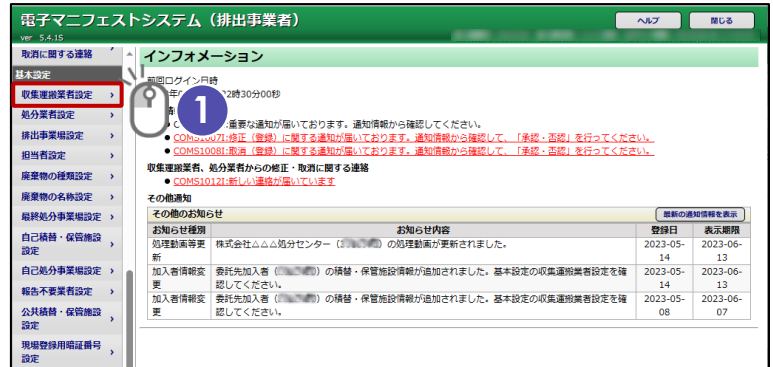 電子マニフェストシステム（排出事業者）
ver 5.4.15
ヘルプ
閉じる
取消に関する連絡
基本設定
収集運搬業者設定
処分業者設定
排出事業場設定
担当者設定
廃棄物の種類設定
廃棄物の名称設定
最終処分事業場設定
自己積替・保管施設
設定
自己処分事業場設定
報告不要業者設定
公共積替・保管施設
設定
現場登録用暗証番号
設定
インフォメーション
前回ログイン日時
22時30分00秒
1
重要な通知が届いております。通知情報から確認してください。
修正（登録）に関する通知が届いております。通知情報から確認して、「承認・否認」を行ってください。
COMS1008I:取消（登録）に関する通知が届いております。通知情報から確認して、「承認・否認」を行ってください。
収集運搬業者、処分業者からの修正・取消に関する連絡
COMS1012I:新しい連絡が届いています
その他通知
その他のお知らせ
最新の通知情報を表示
お知らせ種別 お知らせ内容 登録日 表示期限
処理動画等更新 株式会社△△△処分センター（ ）の処理動画が更新されました。 2023-05-14 2023-06-13
加入者情報変更 委託先加入者（ ）の積替・保管施設情報が追加されました。基本設定の収集運搬業者設定を確認してください。 2023-05-14 2023-06-13
加入者情報変更 委託先加入者（ ）の積替・保管施設情報が追加されました。基本設定の収集運搬業者設定を確認してください。 2023-05-08 2023-06-07